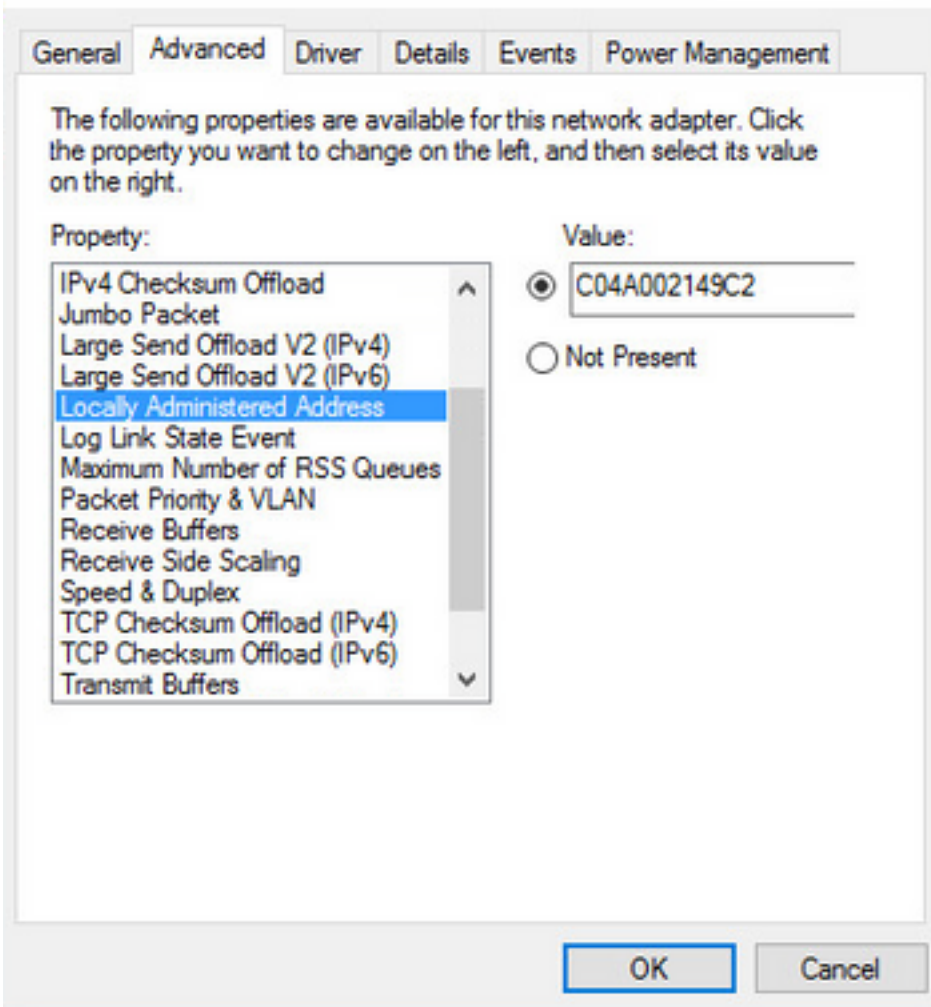 General Advanced Driver Details Events Power Management
The following properties are available for this network adapter. Click
the property you want to change on the left, and then select its value
on the right.
Property:
Value:
IPv4 Checksum Offload
Jumbo Packet
Large Send Offload V2 (IPv4)
Large Send Offload V2 (IPv6)
Locally Administered Address
Log Link State Event
Maximum Number of RSS Queues
Packet Priority & VLAN
Receive Buffers
Receive Side Scaling
Speed & Duplex
TCP Checksum Offload (IPv4)
TCP Checksum Offload (IPv6)
Transmit Buffers
C04A002149C2
Not Present
OK Cancel